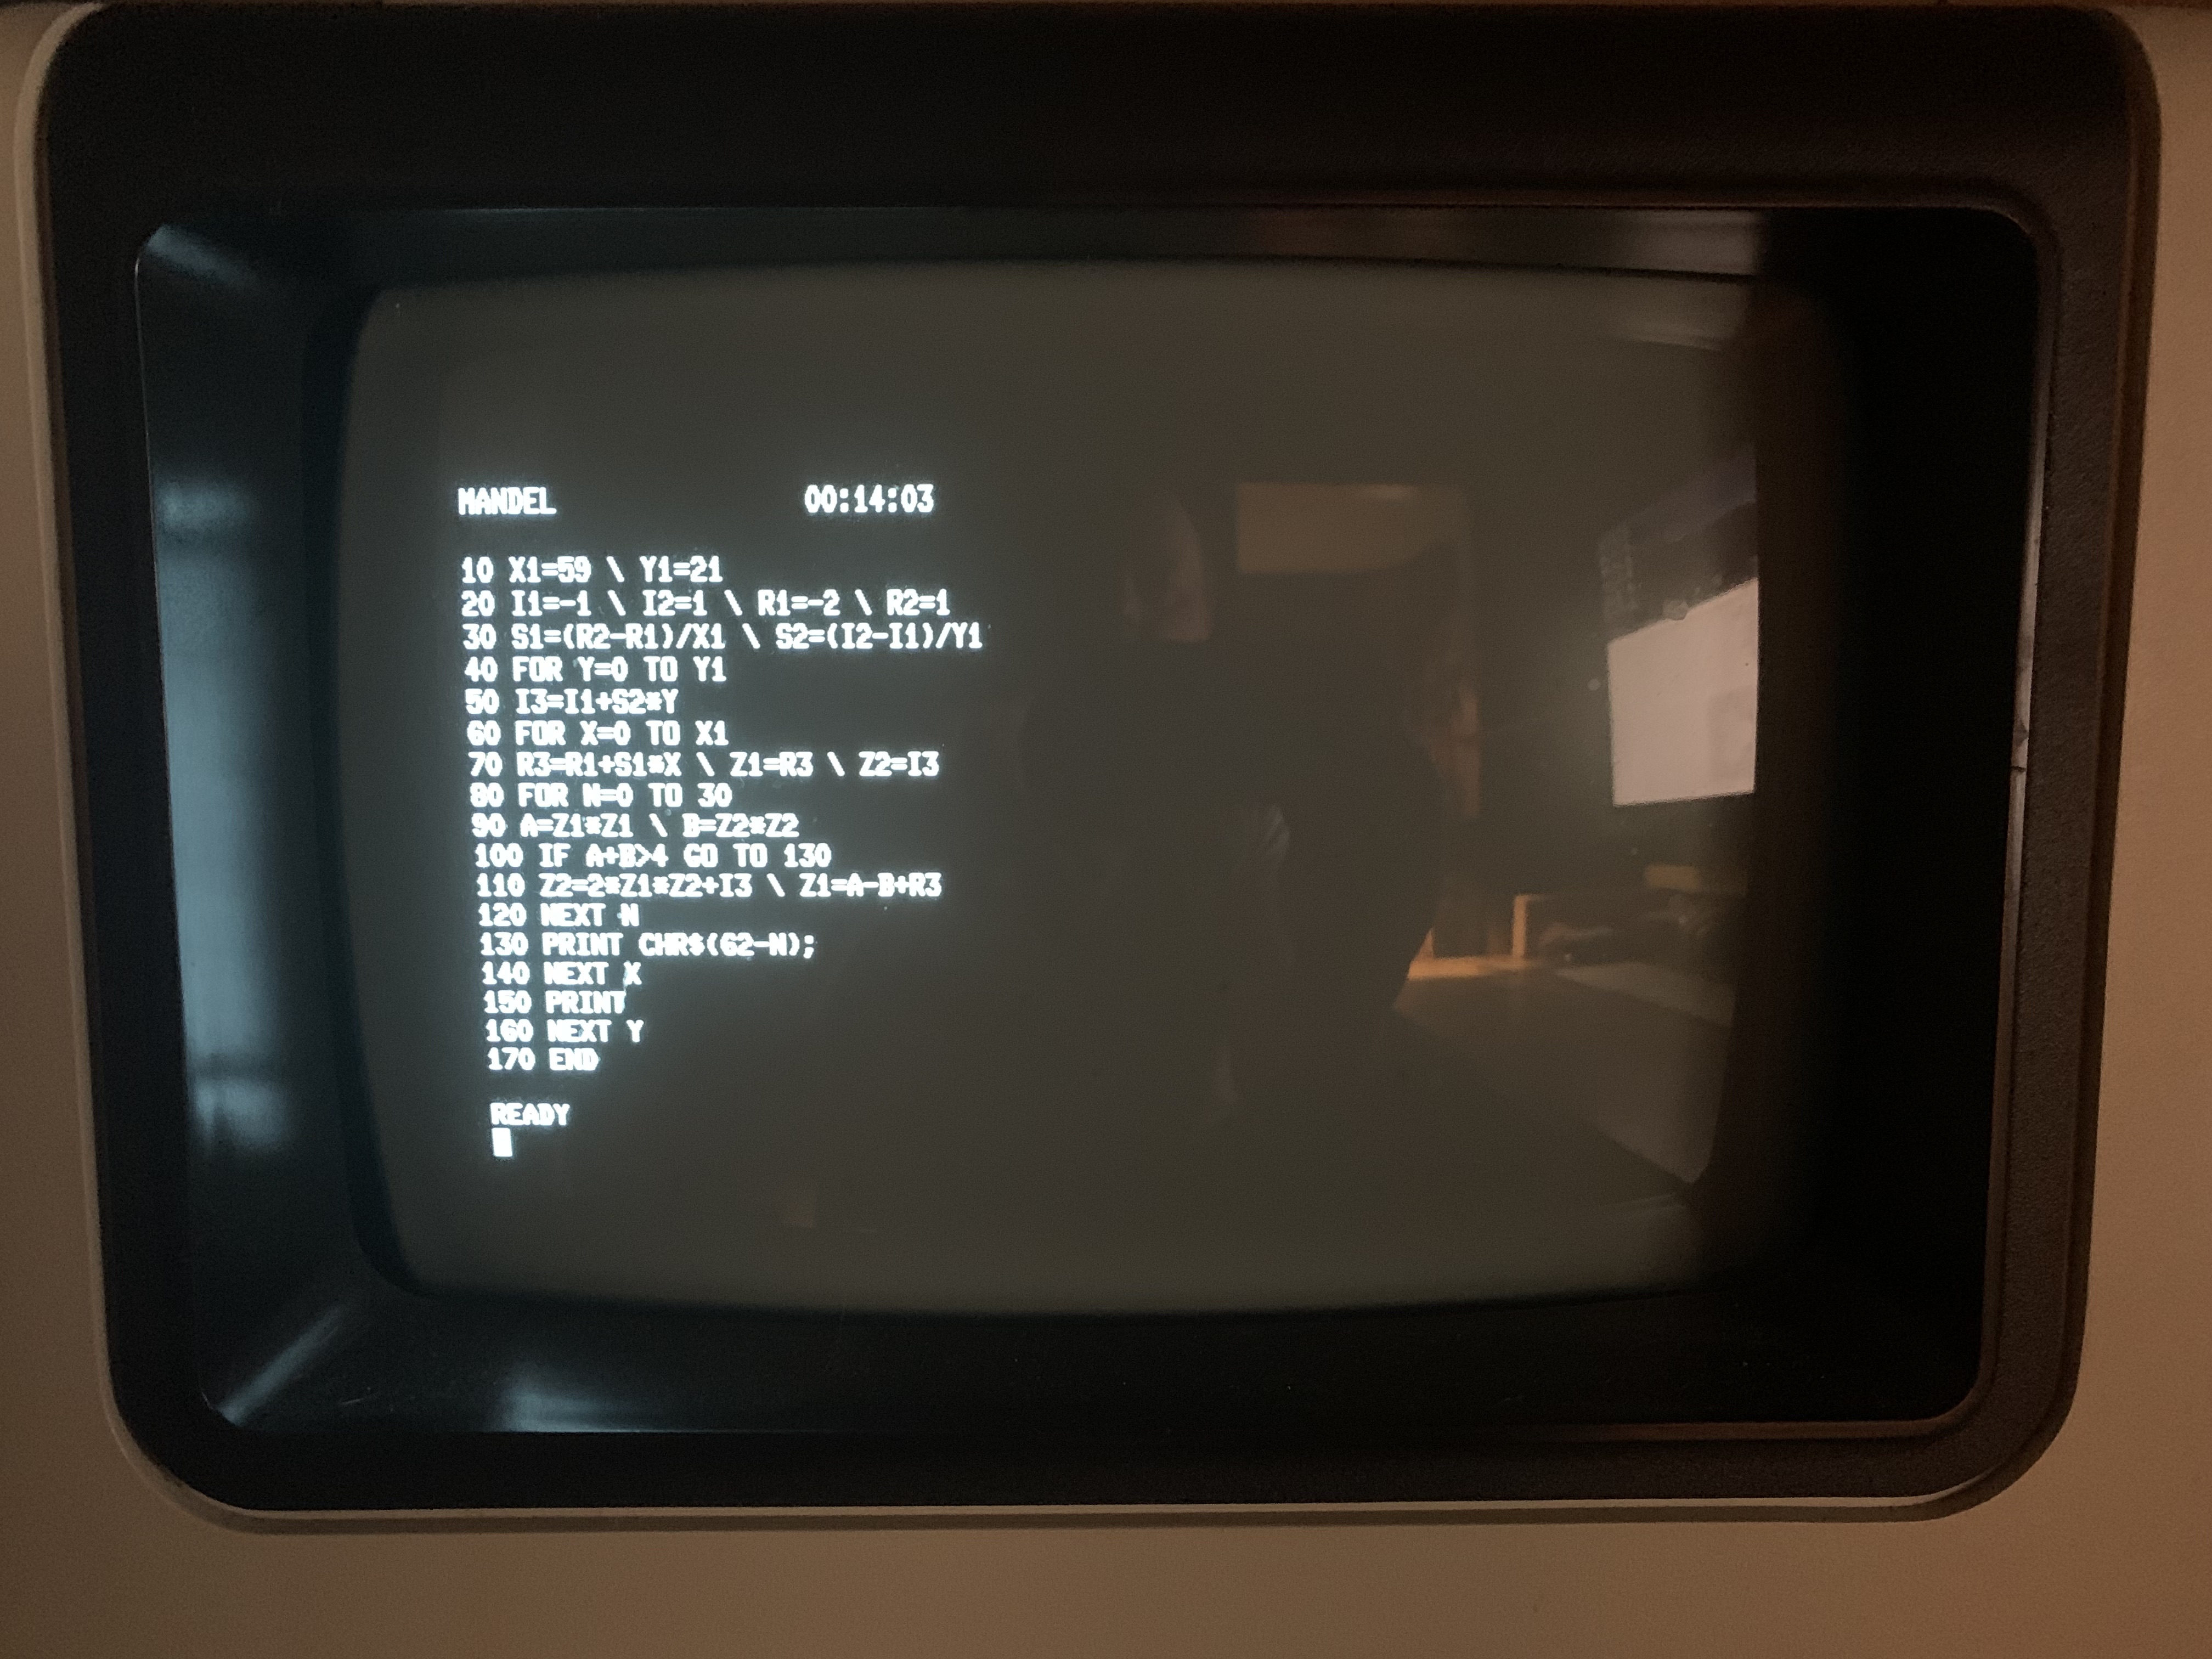 MANDEL 00:14:03
10 X1=59 \ Y1=21
20 I1=-1 \ I2=1 \ R1=-2 \ R2=1
30 S1=(R2-R1)/X1 \ S2=(I2-I1)/Y1
40 FOR Y=0 TO Y1
50 I3=I1+S2*Y
60 FOR X=0 TO X1
70 R3=R1+S1*X \ Z1=R3 \ Z2=I3
80 FOR N=0 TO 30
90 A=Z1*Z1 \ B=Z2*Z2
100 IF A+B>4 GO TO 130
110 Z2=2*Z1*Z2+I3 \ Z1=A-B+R3
120 NEXT N
130 PRINT CHR$(62-N);
140 NEXT X
150 PRINT
160 NEXT Y
170 END
READY